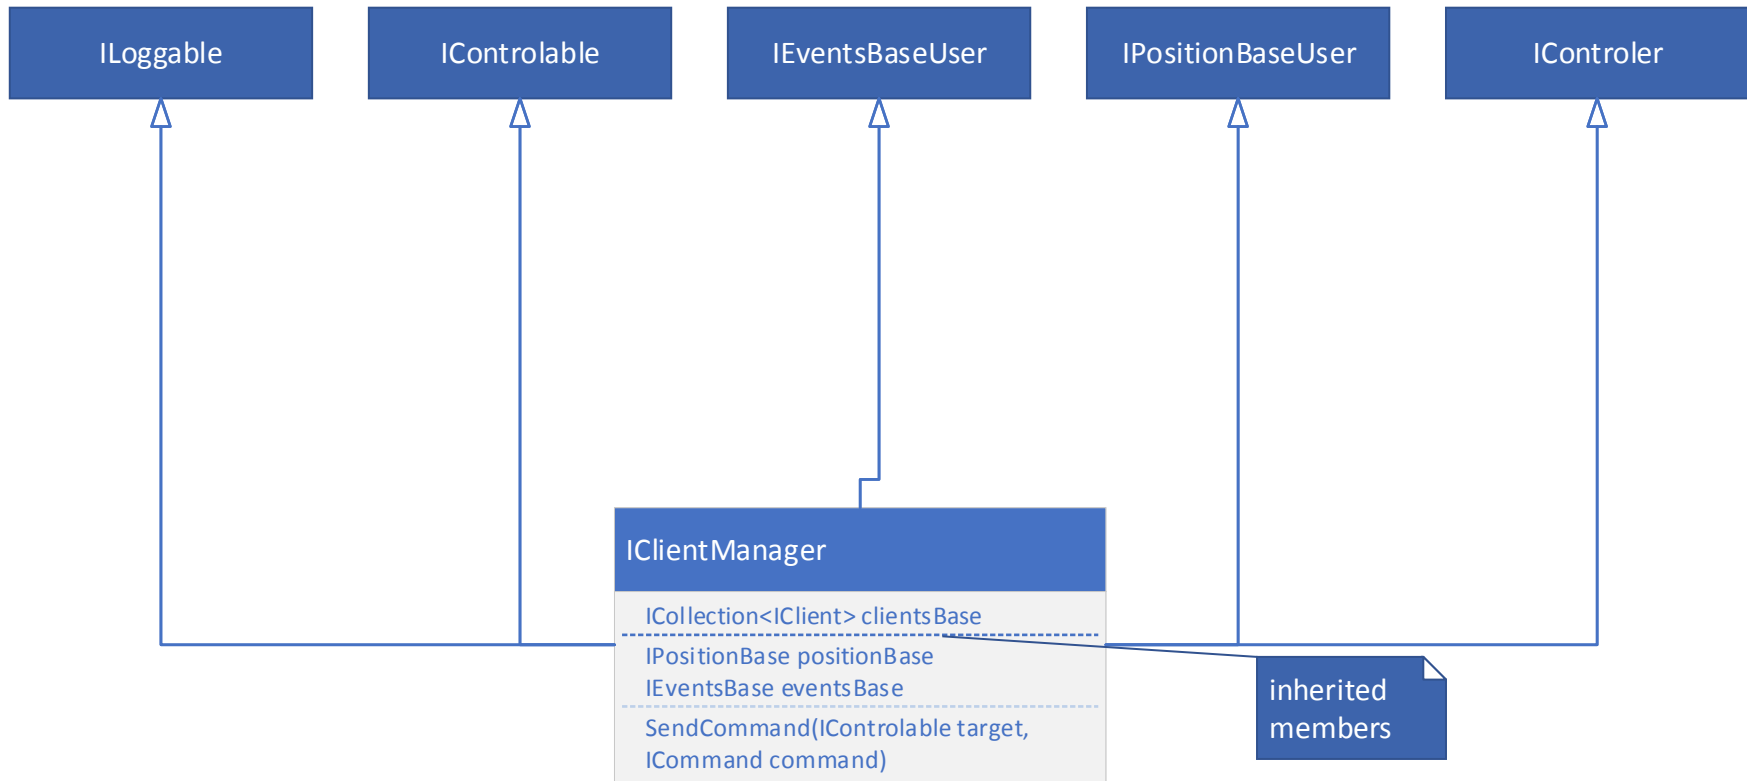 ILoggable
IControlable
IEventsBaseUser
IPositionBaseUser
IControler
IClientManager
ICollection<IClient> clientsBase
IPositionBase positionBase
IEventsBase eventsBase
SendCommand(IControlable target,
ICommand command)
inherited
members